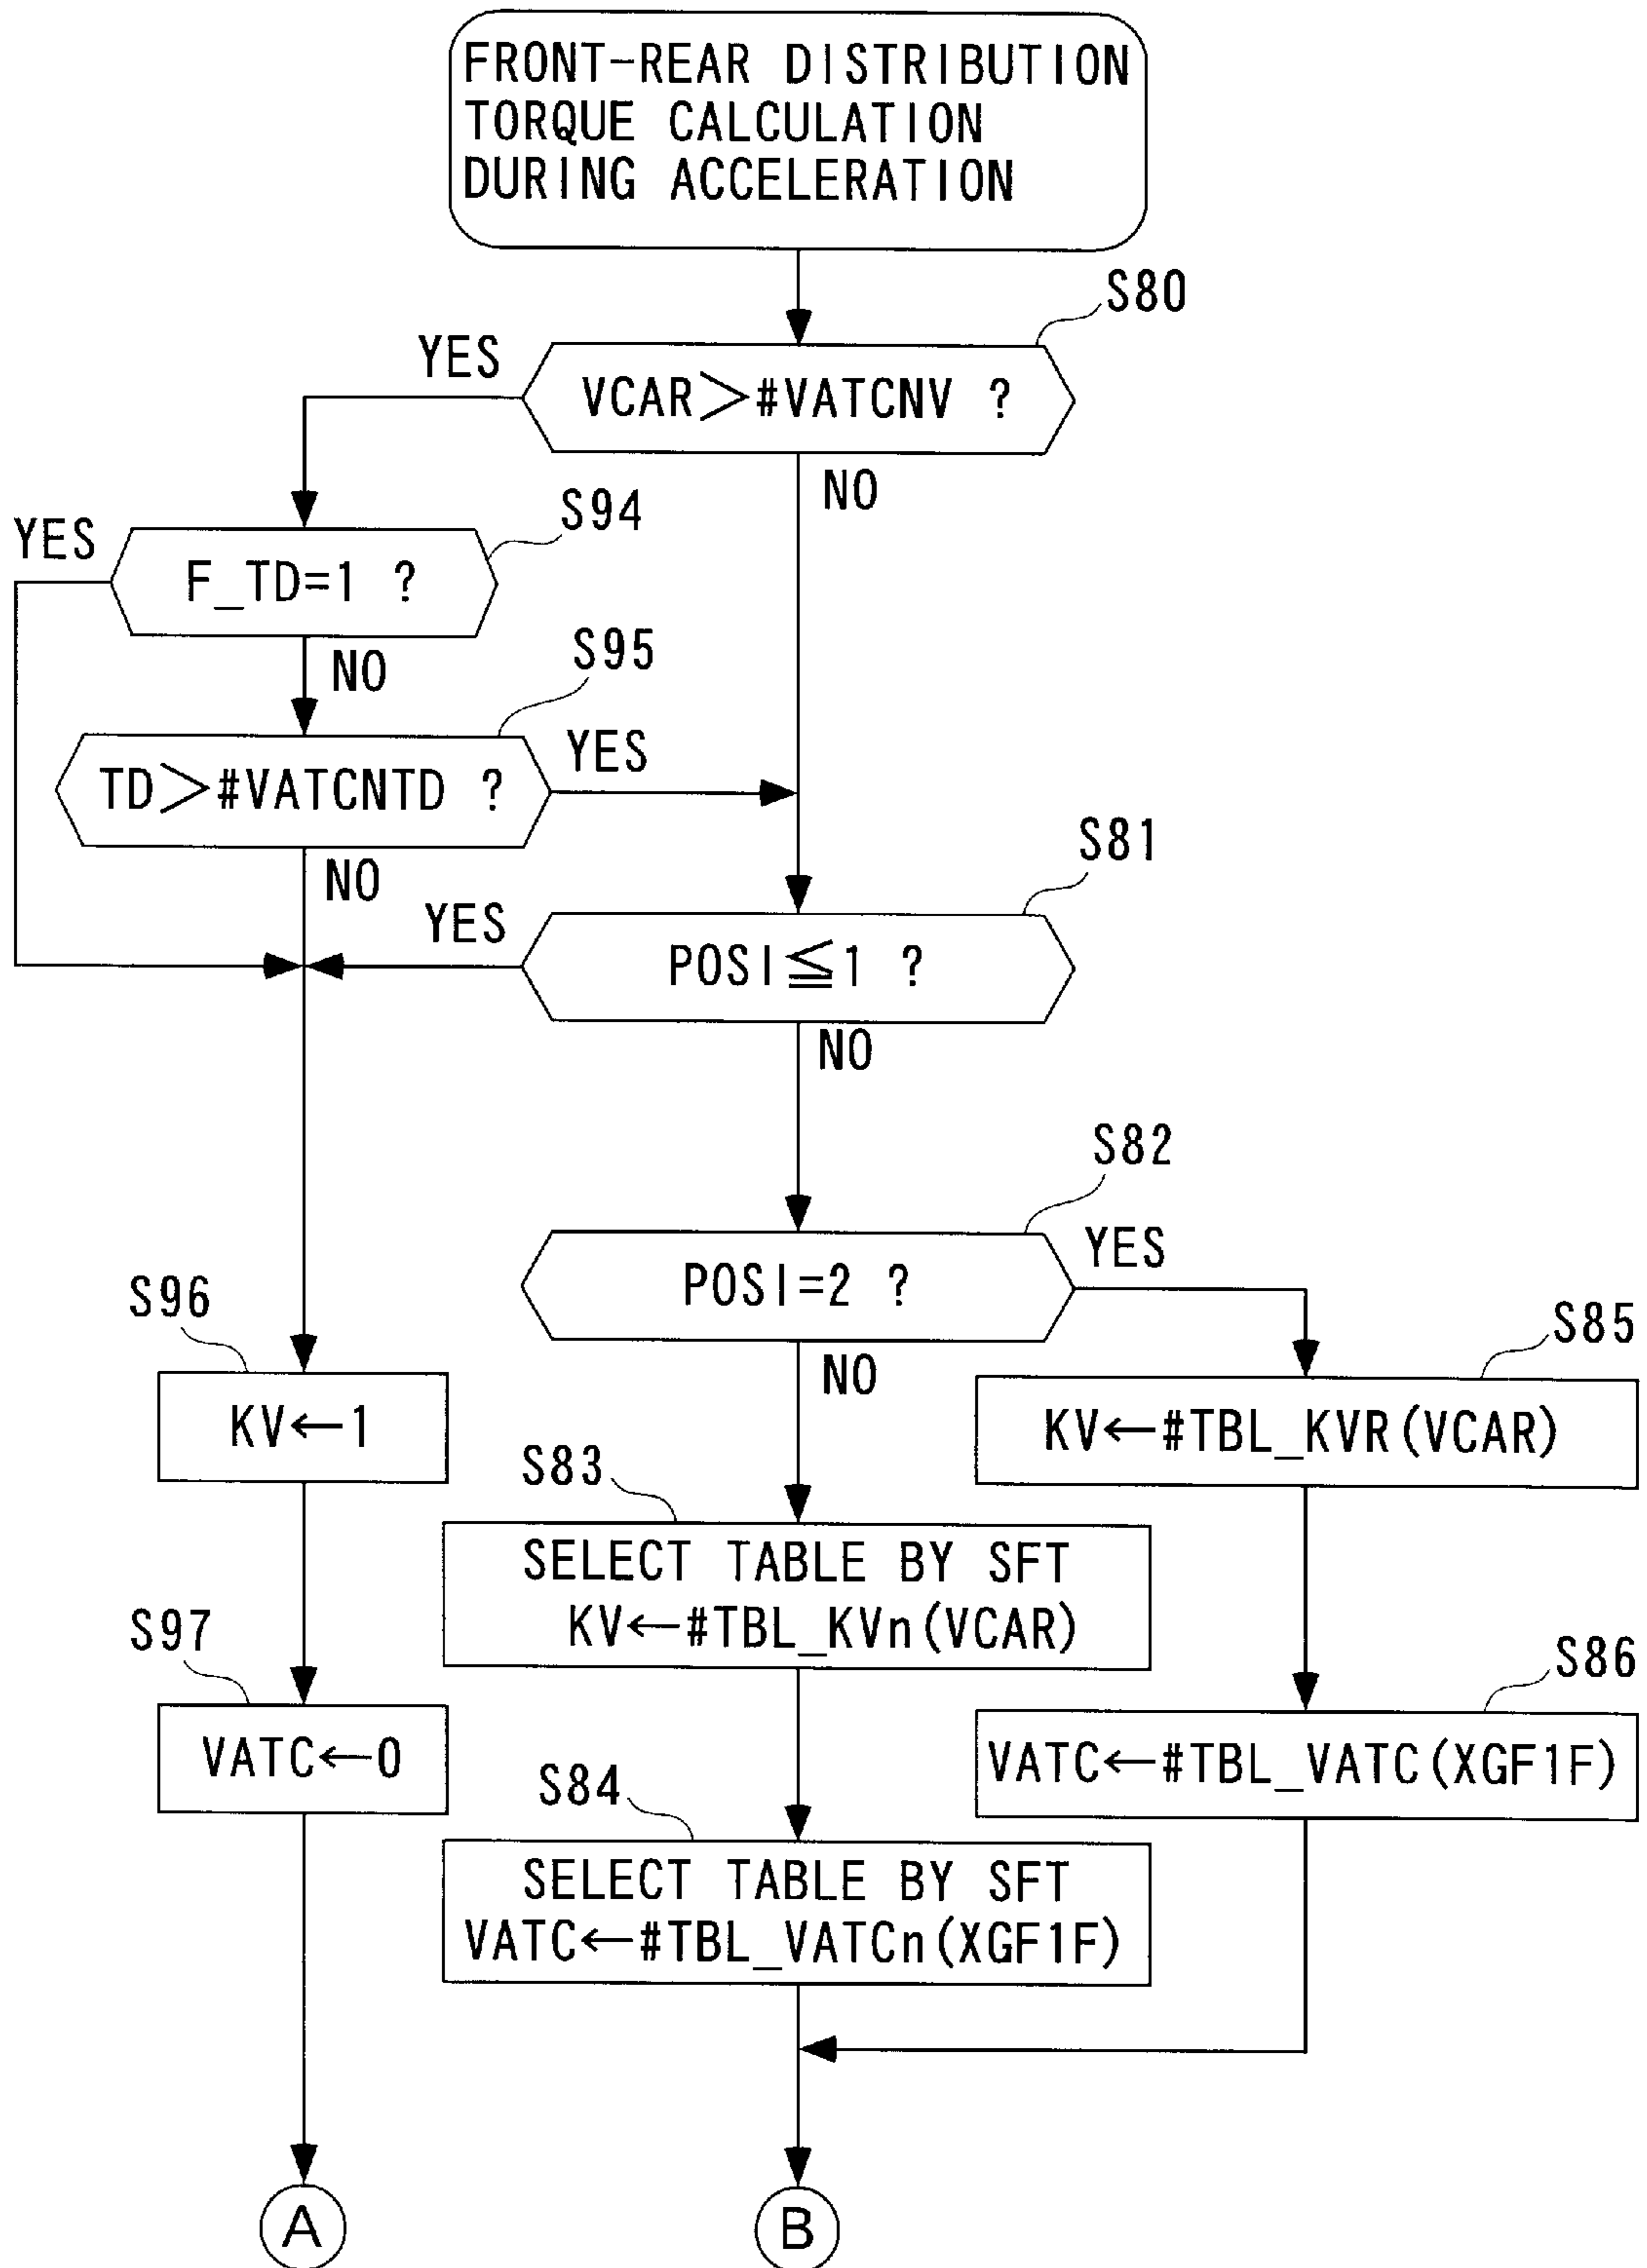 FRONT-REAR DISTRIBUTION
TORQUE CALCULATION
DURING ACCELERATION
S80
YES
VCAR>#VATCNV ?
NO
S94
YES
F_TD=1 ?
NO
S95
TD>#VATCNTD ?
YES
NO
S81
YES
POSI≦1 ?
NO
S82
POSI=2 ?
YES
NO
S96
KV←1
S85
KV←#TBL_KVR(VCAR)
S83
SELECT TABLE BY SFT
KV←#TBL_KVn(VCAR)
S97
VATC←0
S86
VATC←#TBL_VATC(XGF1F)
S84
SELECT TABLE BY SFT
VATC←#TBL_VATCn(XGF1F)
A
B